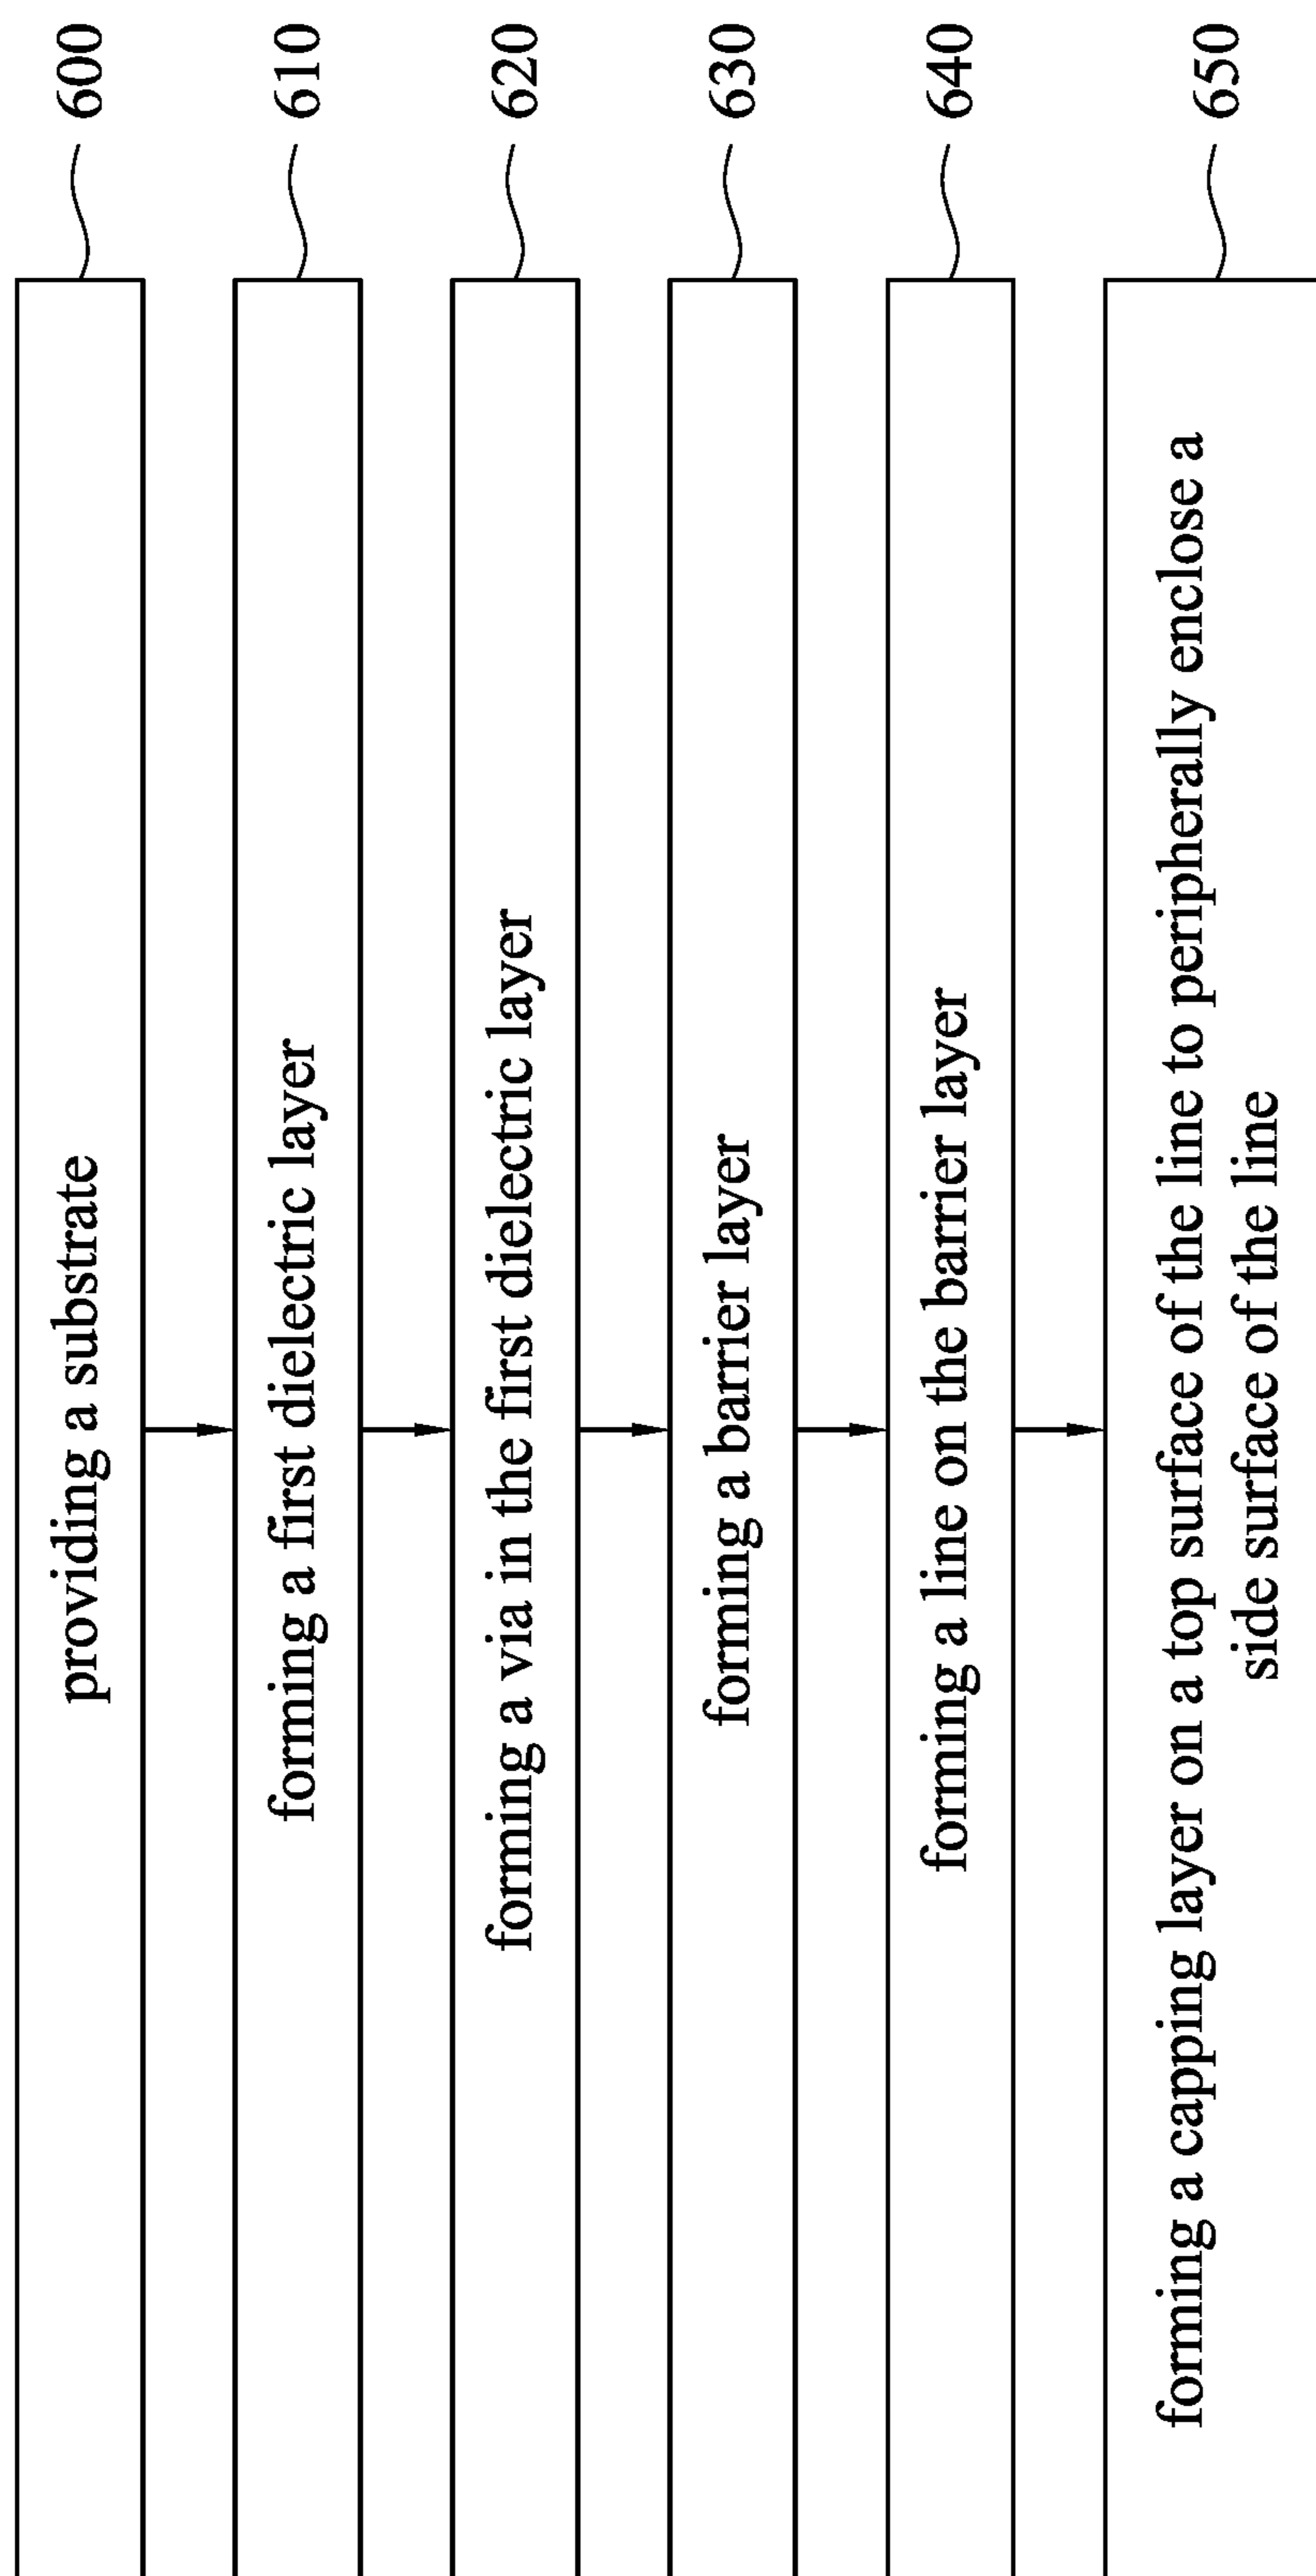 providing a substrate
600
forming a first dielectric layer
610
forming a via in the first dielectric layer
620
forming a barrier layer
630
forming a line on the barrier layer
640
forming a capping layer on a top surface of the line to peripherally enclose a
side surface of the line
650